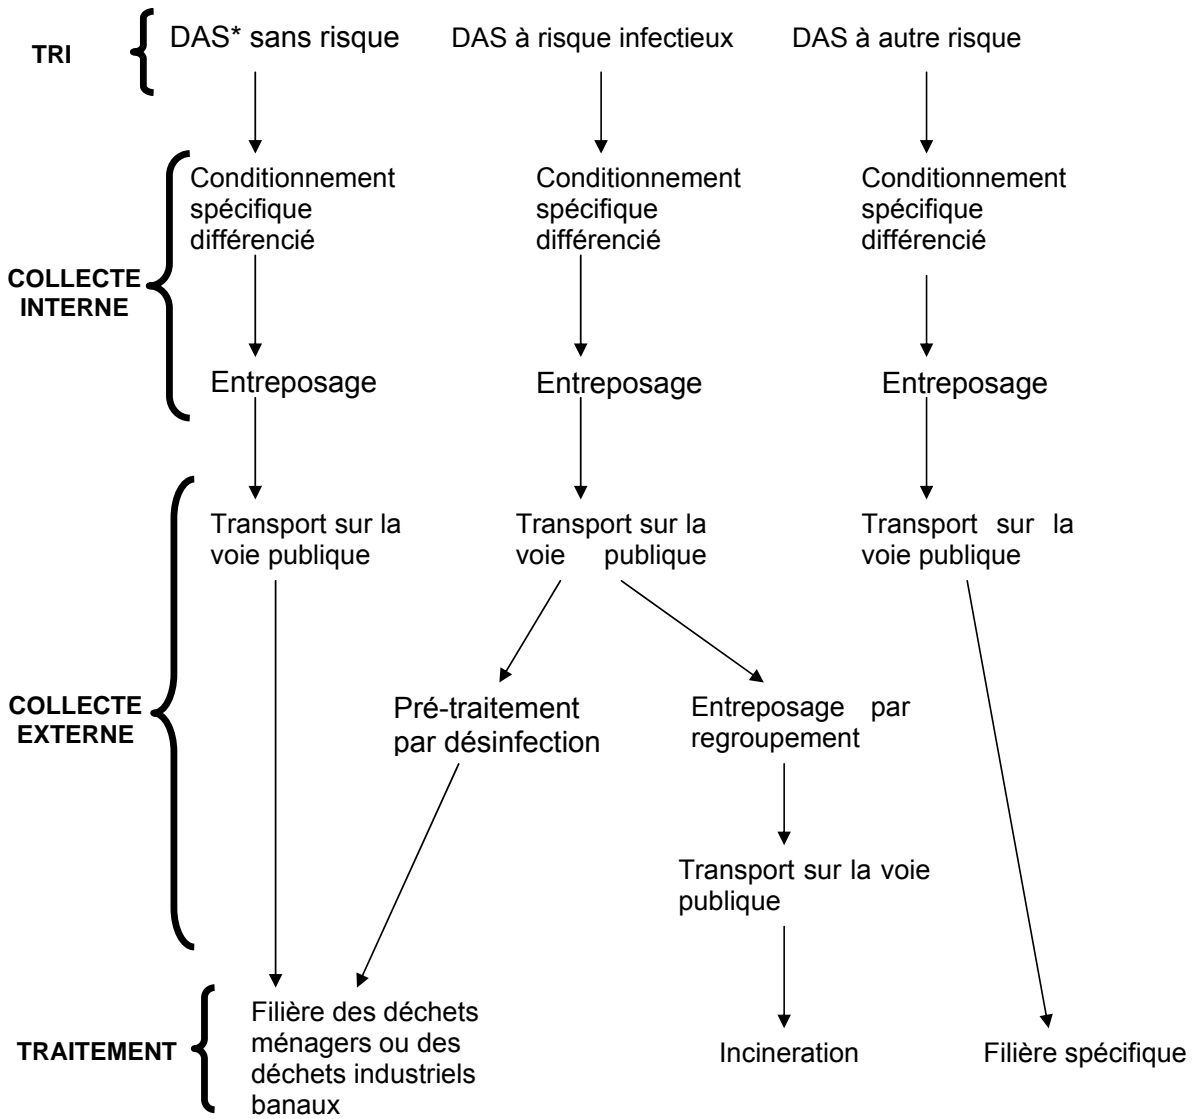 TRI
DAS* sans risque
DAS à risque infectieux
DAS à autre risque
Conditionnement
spécifique
différencié
Conditionnement
spécifique
différencié
Conditionnement
spécifique
différencié
COLLECTE
INTERNE
Entreposage
Entreposage
Entreposage
Transport sur la
voie publique
Transport sur la
voie publique
Transport sur la
voie publique
COLLECTE
EXTERNE
Pré-traitement
par désinfection
Entreposage par
regroupement
Transport sur la voie
publique
TRAITEMENT
Filière des déchets
ménagers ou des
déchets industriels
banaux
Incineration
Filière spécifique